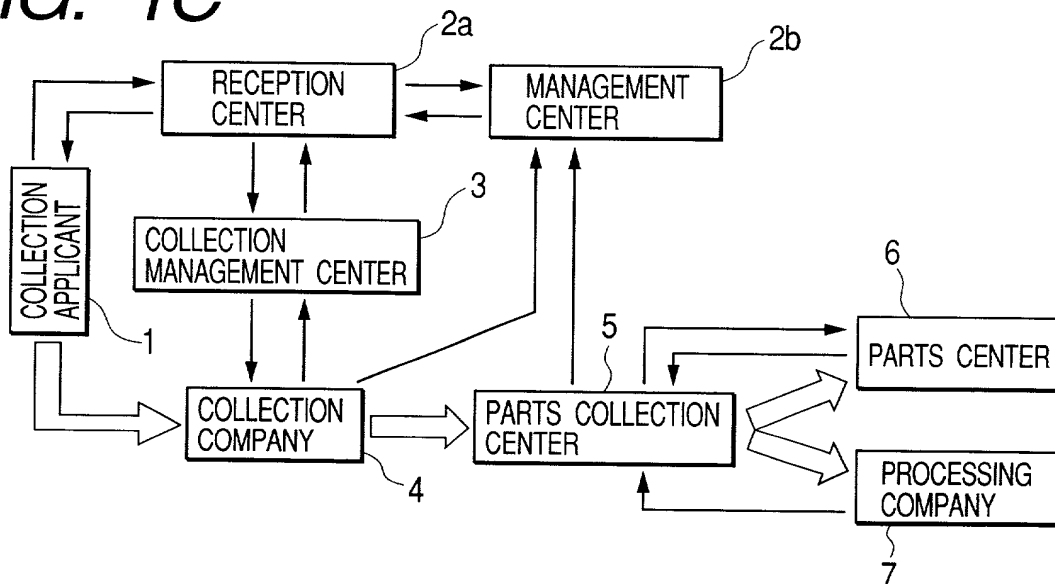 FIG. 1C
2a
2b
RECEPTION
CENTER
MANAGEMENT
CENTER
COLLECTION
APPLICANT
1
3
COLLECTION
MANAGEMENT CENTER
6
PARTS CENTER
5
COLLECTION
COMPANY
4
PARTS COLLECTION
CENTER
PROCESSING
COMPANY
7